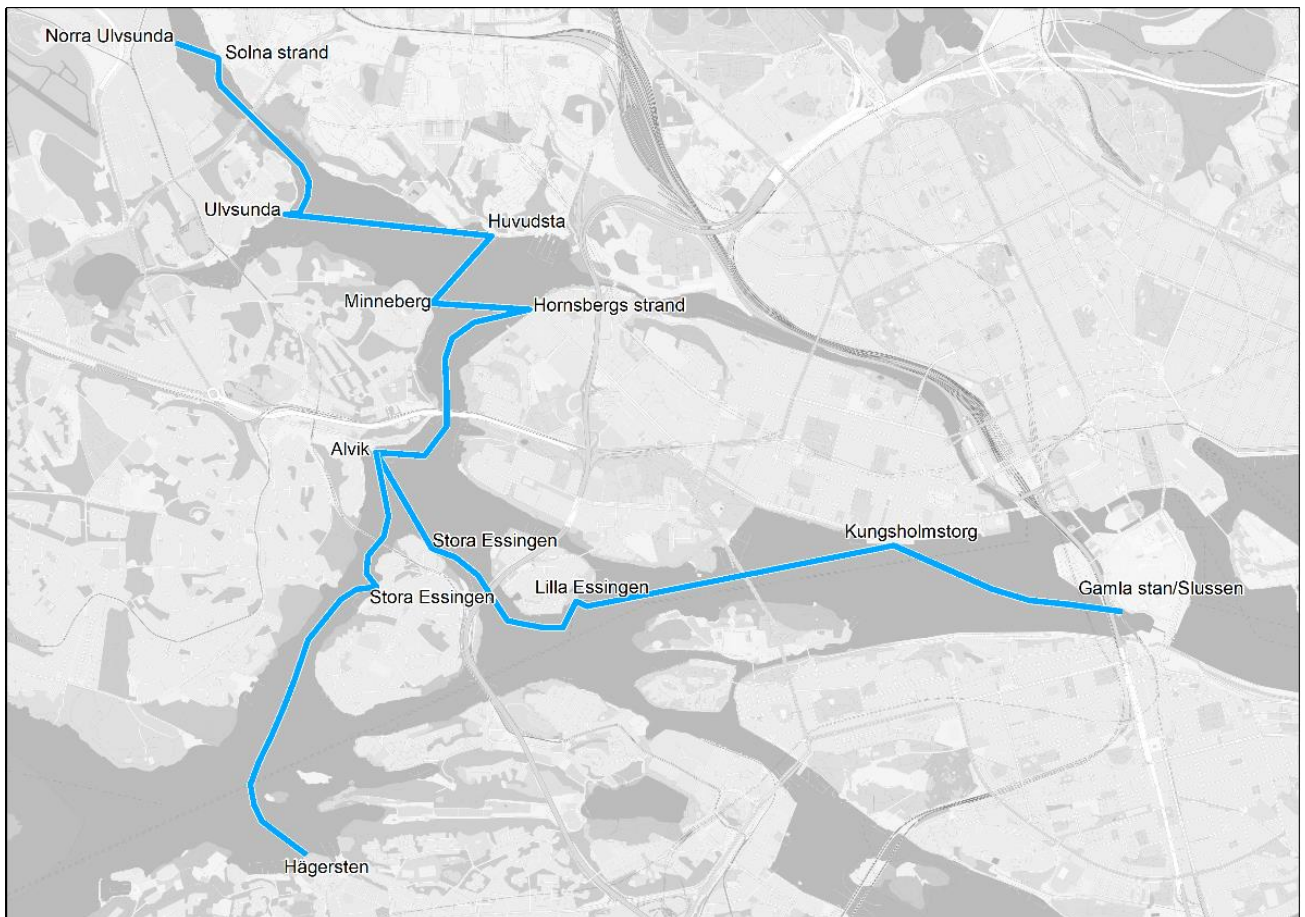 Norra Ulvsunda
Solna strand
Ulvsunda
Huvudsta
Minneberg
Hornsbergs strand
Alvik
Stora Essingen
Kungsholmstorg
Lilla Essingen
Gamla stan/Slussen
Stora Essingen
Hägersten